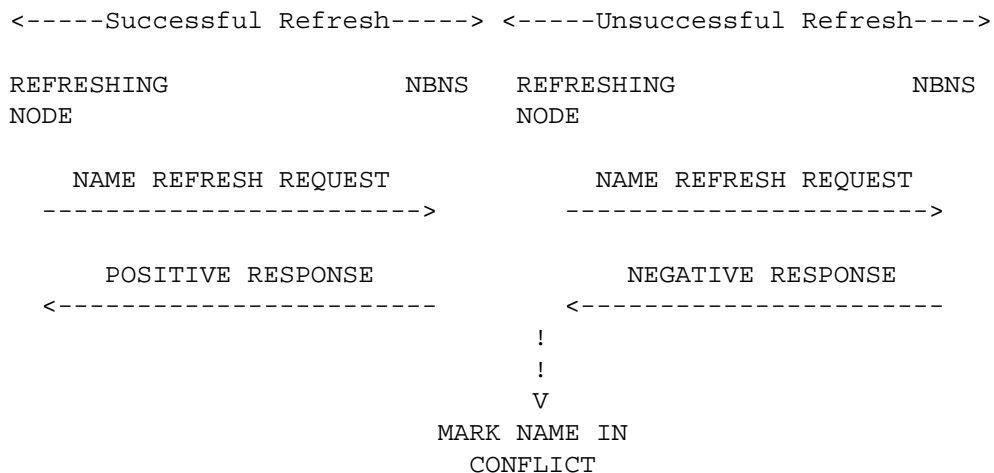 <-----Successful Refresh-----> <-----Unsuccessful Refresh---->
REFRESHING                     NBNS   REFRESHING                     NBNS
NODE                                  NODE
NAME REFRESH REQUEST             NAME REFRESH REQUEST
------------------------>        ----------------------->
POSITIVE RESPONSE                NEGATIVE RESPONSE
<------------------------        <-----------------------
!
!
V
MARK NAME IN
CONFLICT